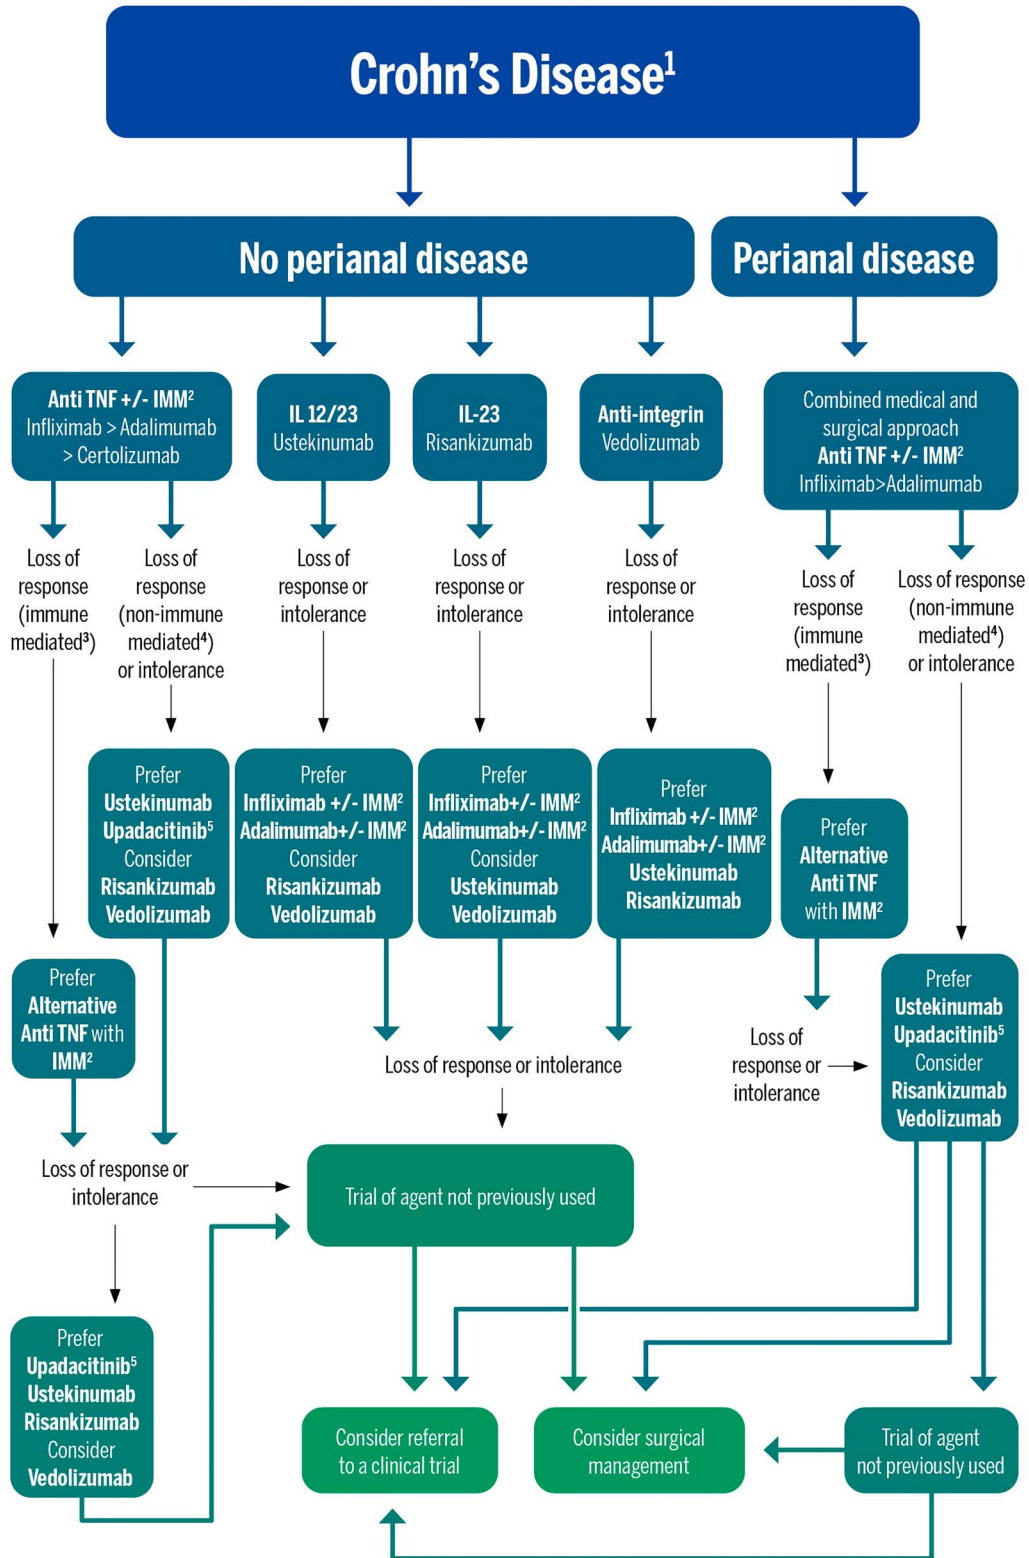 Crohn's Disease¹
No perianal disease
Perianal disease
Anti TNF +/- IMM²
Infliximab > Adalimumab
> Certolizumab
IL 12/23
Ustekinumab
IL-23
Risankizumab
Anti-integrin
Vedolizumab
Combined medical and
surgical approach
Anti TNF +/- IMM²
Infliximab>Adalimumab
Loss of
response
(immune
mediated³)
Loss of
response
(non-immune
mediated⁴)
or intolerance
Loss of
response or
intolerance
Loss of
response or
intolerance
Loss of
response or
intolerance
Loss of
response
(immune
mediated³)
Loss of response
(non-immune
mediated⁴)
or intolerance
Prefer
Ustekinumab
Upadacitinib⁵
Consider
Risankizumab
Vedolizumab
Prefer
Infliximab +/- IMM²
Adalimumab+/- IMM²
Consider
Risankizumab
Vedolizumab
Prefer
Infliximab+/- IMM²
Adalimumab+/- IMM²
Consider
Ustekinumab
Vedolizumab
Prefer
Infliximab +/- IMM²
Adalimumab+/- IMM²
Ustekinumab
Risankizumab
Prefer
Alternative
Anti TNF
with IMM²
Prefer
Alternative
Anti TNF with
IMM²
Prefer
Ustekinumab
Upadacitinib⁵
Consider
Risankizumab
Vedolizumab
Loss of response or intolerance
Loss of
response or
intolerance
Loss of response or
intolerance
Trial of agent not previously used
Prefer
Upadacitinib⁵
Ustekinumab
Risankizumab
Consider
Vedolizumab
Consider referral
to a clinical trial
Consider surgical
management
Trial of agent
not previously used